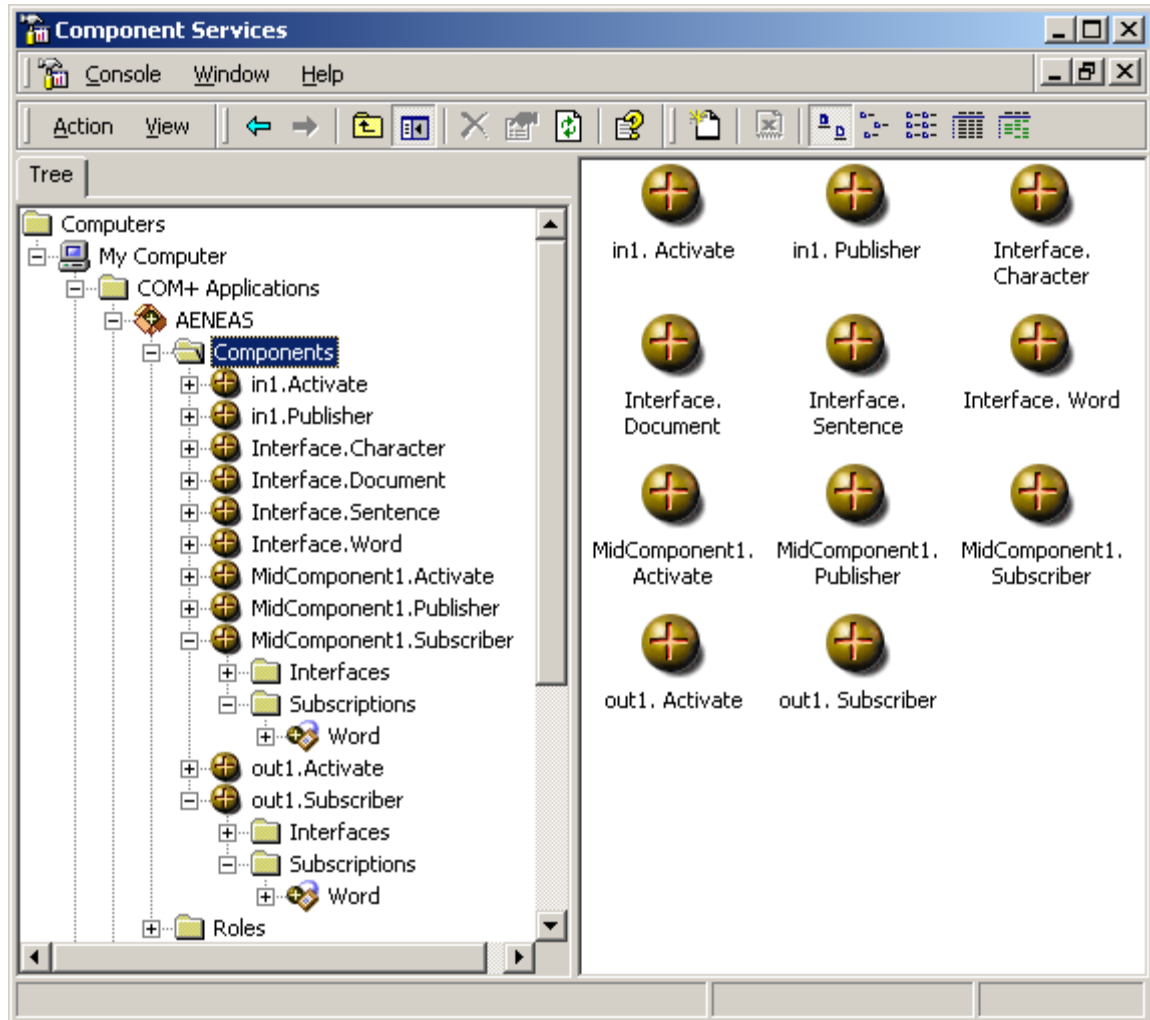 Component Services
Console Window Help
Action View
Tree
Computers
My Computer
COM+ Applications
AENEAS
Components
in1.Activate
in1.Publisher
Interface.Character
Interface.Document
Interface.Sentence
Interface.Word
MidComponent1.Activate
MidComponent1.Publisher
MidComponent1.Subscriber
Interfaces
Subscriptions
Word
out1.Activate
out1.Subscriber
Interfaces
Subscriptions
Word
Roles
in1. Activate
in1. Publisher
Interface.
Character
Interface.
Document
Interface.
Sentence
Interface. Word
MidComponent1.
Activate
MidComponent1.
Publisher
MidComponent1.
Subscriber
out1. Activate
out1. Subscriber